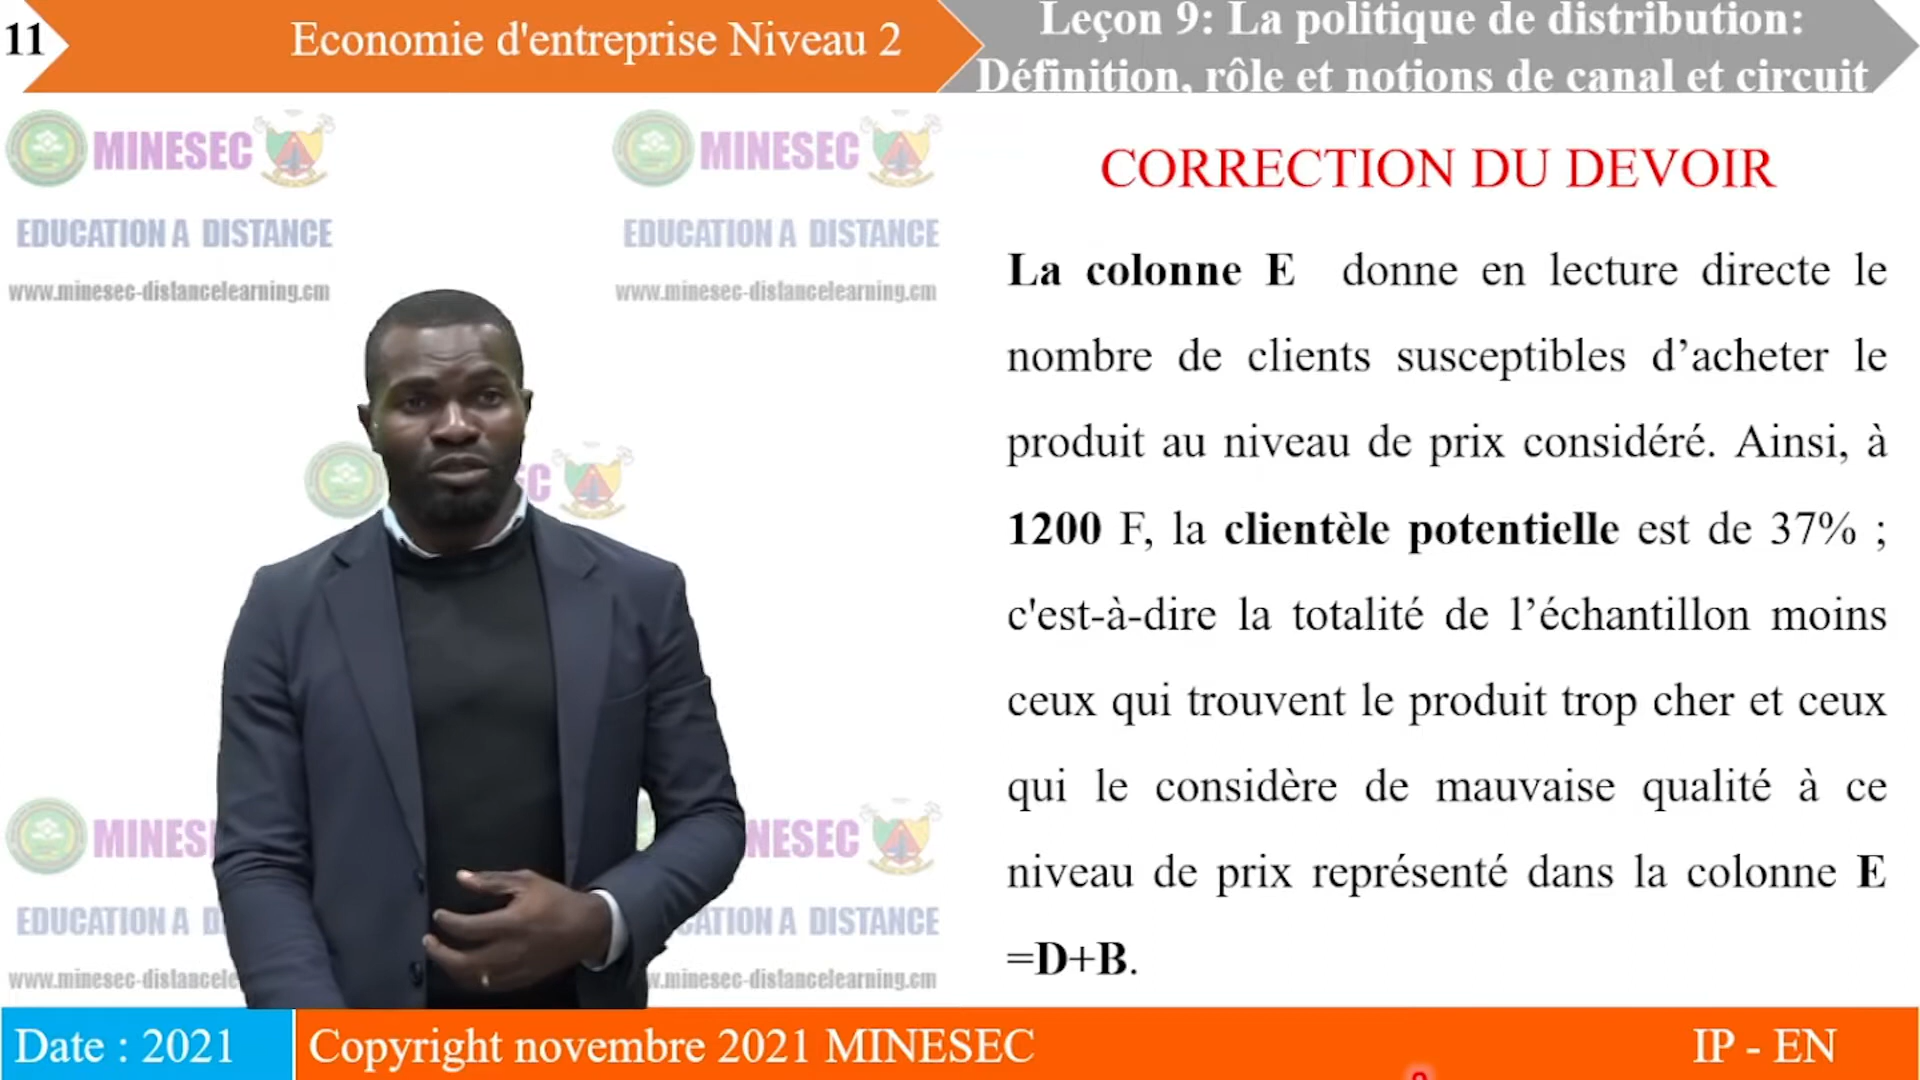 11
Economie d'entreprise Niveau 2
Leçon 9: La politique de distribution:
Définition, rôle et notions de canal et circuit
MINESEC
EDUCATION A DISTANCE
www.minesec-distancelearning.cm
MINESEC
EDUCATION A DISTANCE
www.minesec-distancelearning.cm
CORRECTION DU DEVOIR
La colonne E donne en lecture directe le
nombre de clients susceptibles d’acheter le
produit au niveau de prix considéré. Ainsi, à
1200 F, la clientèle potentielle est de 37% ;
c'est-à-dire la totalité de l’échantillon moins
ceux qui trouvent le produit trop cher et ceux
qui le considère de mauvaise qualité à ce
niveau de prix représenté dans la colonne E
=D+B.
C
MINES
EDUCATION A D
www.minesec-distancele
NESEC
CATION A DISTANCE
w.minesec-distancelearning.cm
Date : 2021
Copyright novembre 2021 MINESEC
IP - EN